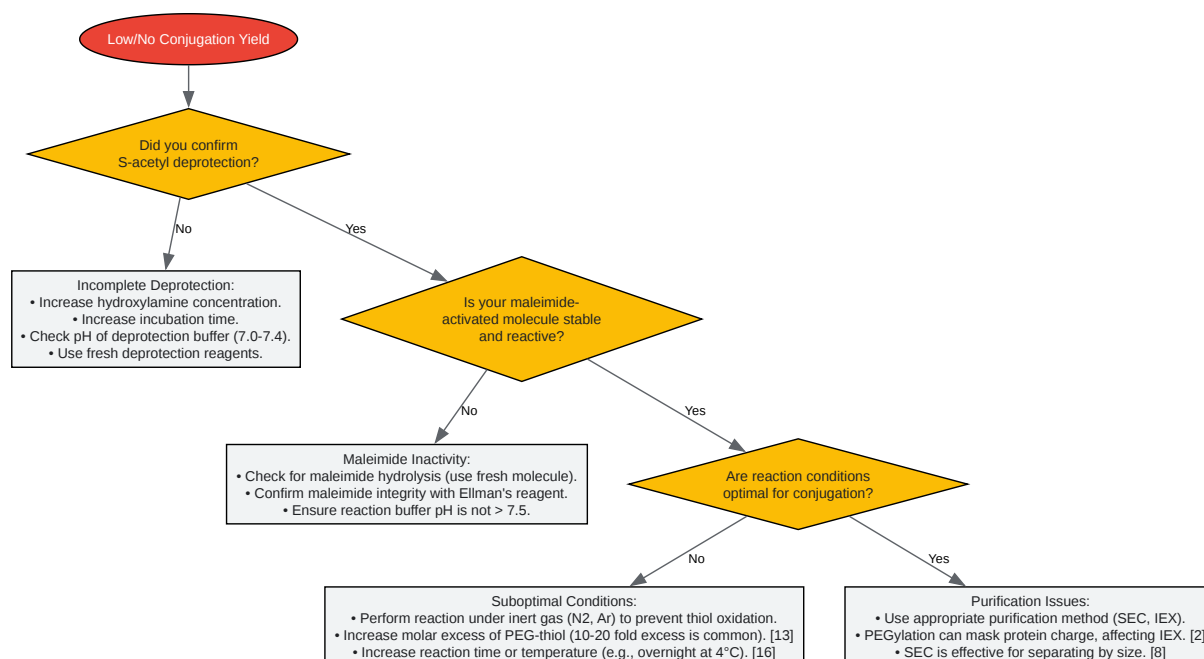 Low/No Conjugation Yield
Did you confirm
S-acetyl deprotection?
No
Yes
Incomplete Deprotection:
• Increase hydroxylamine concentration.
• Increase incubation time.
• Check pH of deprotection buffer (7.0-7.4).
• Use fresh deprotection reagents.
Is your maleimide-
activated molecule stable
and reactive?
No
Yes
Maleimide Inactivity:
• Check for maleimide hydrolysis (use fresh molecule).
• Confirm maleimide integrity with Ellman's reagent.
• Ensure reaction buffer pH is not > 7.5.
Are reaction conditions
optimal for conjugation?
No
Yes
Suboptimal Conditions:
• Perform reaction under inert gas (N2, Ar) to prevent thiol oxidation.
• Increase molar excess of PEG-thiol (10-20 fold excess is common). [13]
• Increase reaction time or temperature (e.g., overnight at 4°C). [16]
Purification Issues:
• Use appropriate purification method (SEC, IEX).
• PEGylation can mask protein charge, affecting IEX. [2]
• SEC is effective for separating by size. [8]